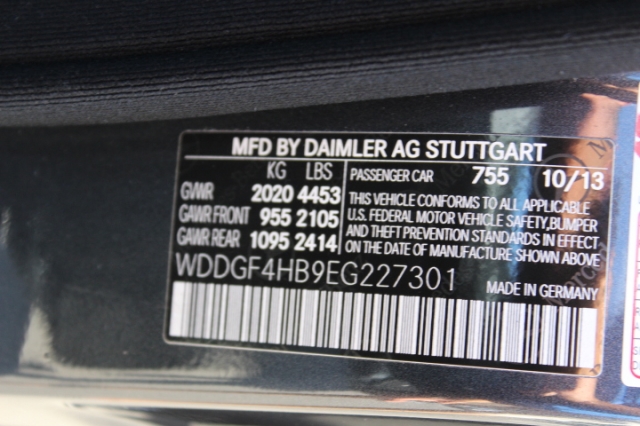 MFD BY DAIMLER AG STUTTGART
KG LBS
GVWR 2020 4453
GAWR FRONT 955 2105
GAWR REAR 1095 2414
PASSENGER CAR 755 10/13
THIS VEHICLE CONFORMS TO ALL APPLICABLE
U.S. FEDERAL MOTOR VEHICLE SAFETY, BUMPER
AND THEFT PREVENTION STANDARDS IN EFFECT
ON THE DATE OF MANUFACTURE SHOWN ABOVE
WDDGF4HB9EG227301
MADE IN GERMANY